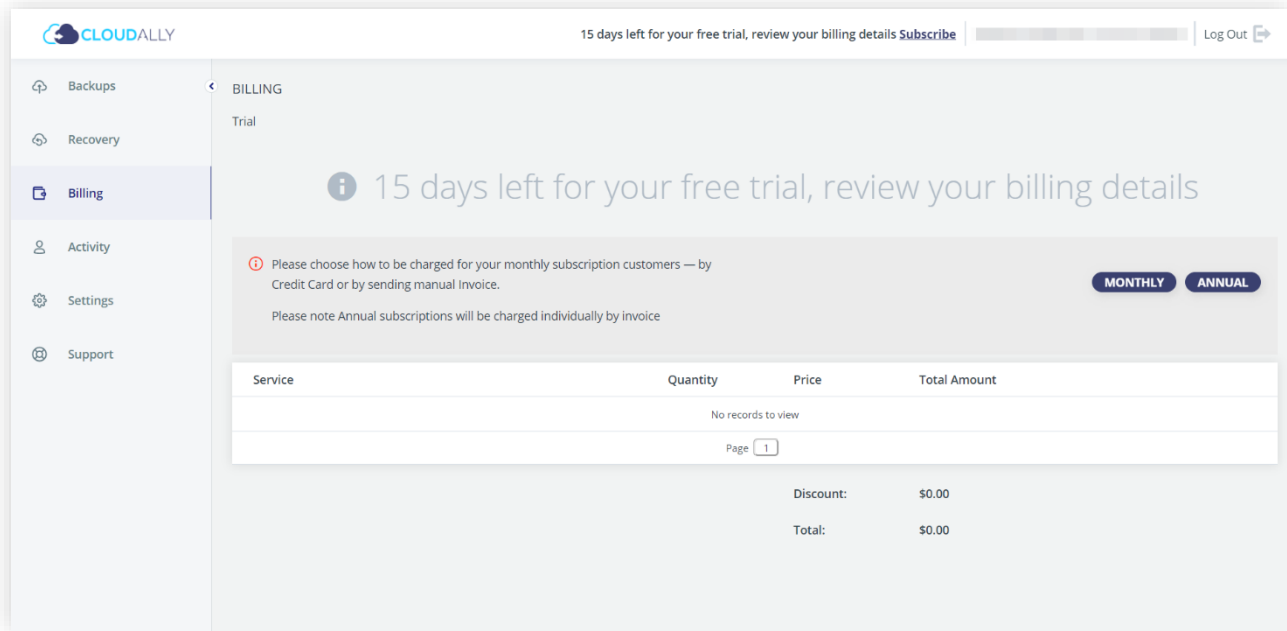 CLOUDALLY
15 days left for your free trial, review your billing details Subscribe
Log Out
Backups
Recovery
Billing
Activity
Settings
Support
BILLING
Trial
15 days left for your free trial, review your billing details
Please choose how to be charged for your monthly subscription customers — by
Credit Card or by sending manual Invoice.
Please note Annual subscriptions will be charged individually by invoice
MONTHLY ANNUAL
Service Quantity Price Total Amount
No records to view
Page 1
Discount: $0.00
Total: $0.00